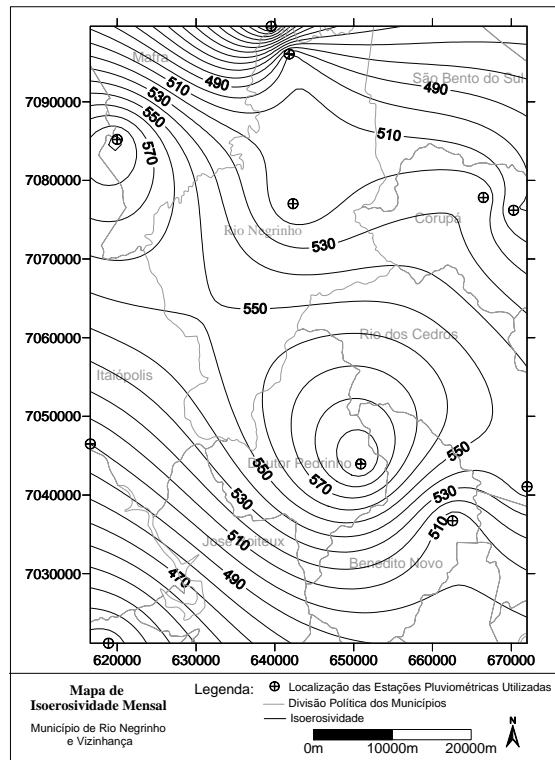 Mafra
490
510
530
550
570
São Bento do Sul
490
510
7090000
7080000
7070000
7060000
7050000
7040000
7030000
Rio Negrinho
Corupá
530
550
Rio dos Cedros
Itaiópolis
Doutor Pedrinho
550
570
550
530
510
530
510
490
470
José Boiteux
490
Benedito Novo
620000 630000 640000 650000 660000 670000
Mapa de
Isoerosividade Mensal
Município de Rio Negrinho
e Vizinhança
Legenda:
Localização das Estações Pluviométricas Utilizadas
Divisão Política dos Municípios
Isoerosividade
N
0m 10000m 20000m